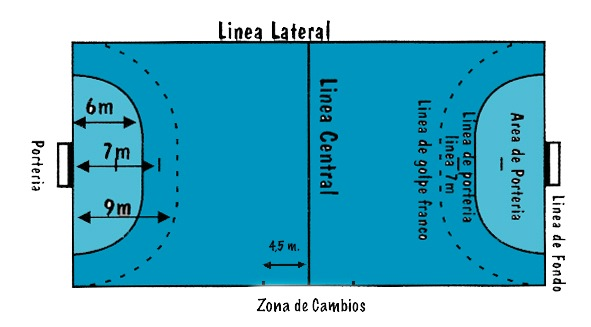 Linea Lateral
6m
7m
9m
Porteria
Linea Central
Linea de golpe franco
linea 7m
Linea de porteria
Area de Porteria
Linea de Fondo
4,5 m.
Zona de Cambios